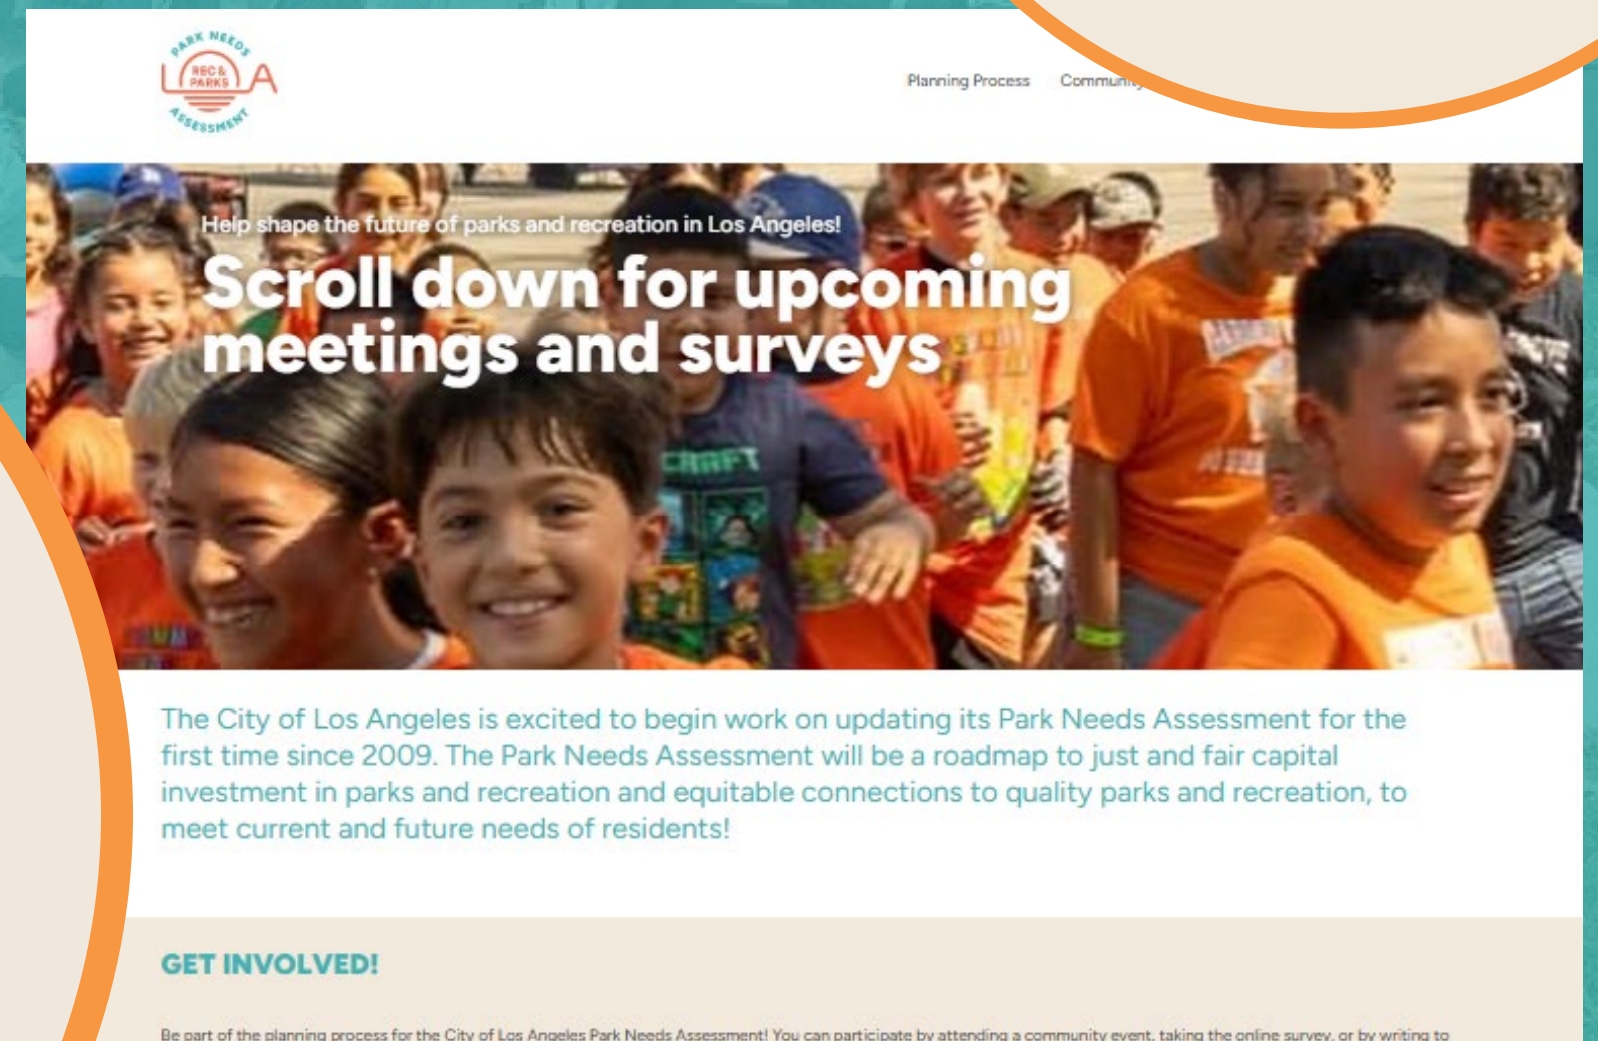 PARK NEEDS
L A
REC &
PARKS
ASSESSMENT
Planning Process Community
Help shape the future of parks and recreation in Los Angeles!
Scroll down for upcoming
meetings and surveys
CRAFT
The City of Los Angeles is excited to begin work on updating its Park Needs Assessment for the
first time since 2009. The Park Needs Assessment will be a roadmap to just and fair capital
investment in parks and recreation and equitable connections to quality parks and recreation, to
meet current and future needs of residents!
GET INVOLVED!
Be part of the planning process for the City of Los Angeles Park Needs Assessment! You can participate by attending a community event, taking the online survey, or by writing to